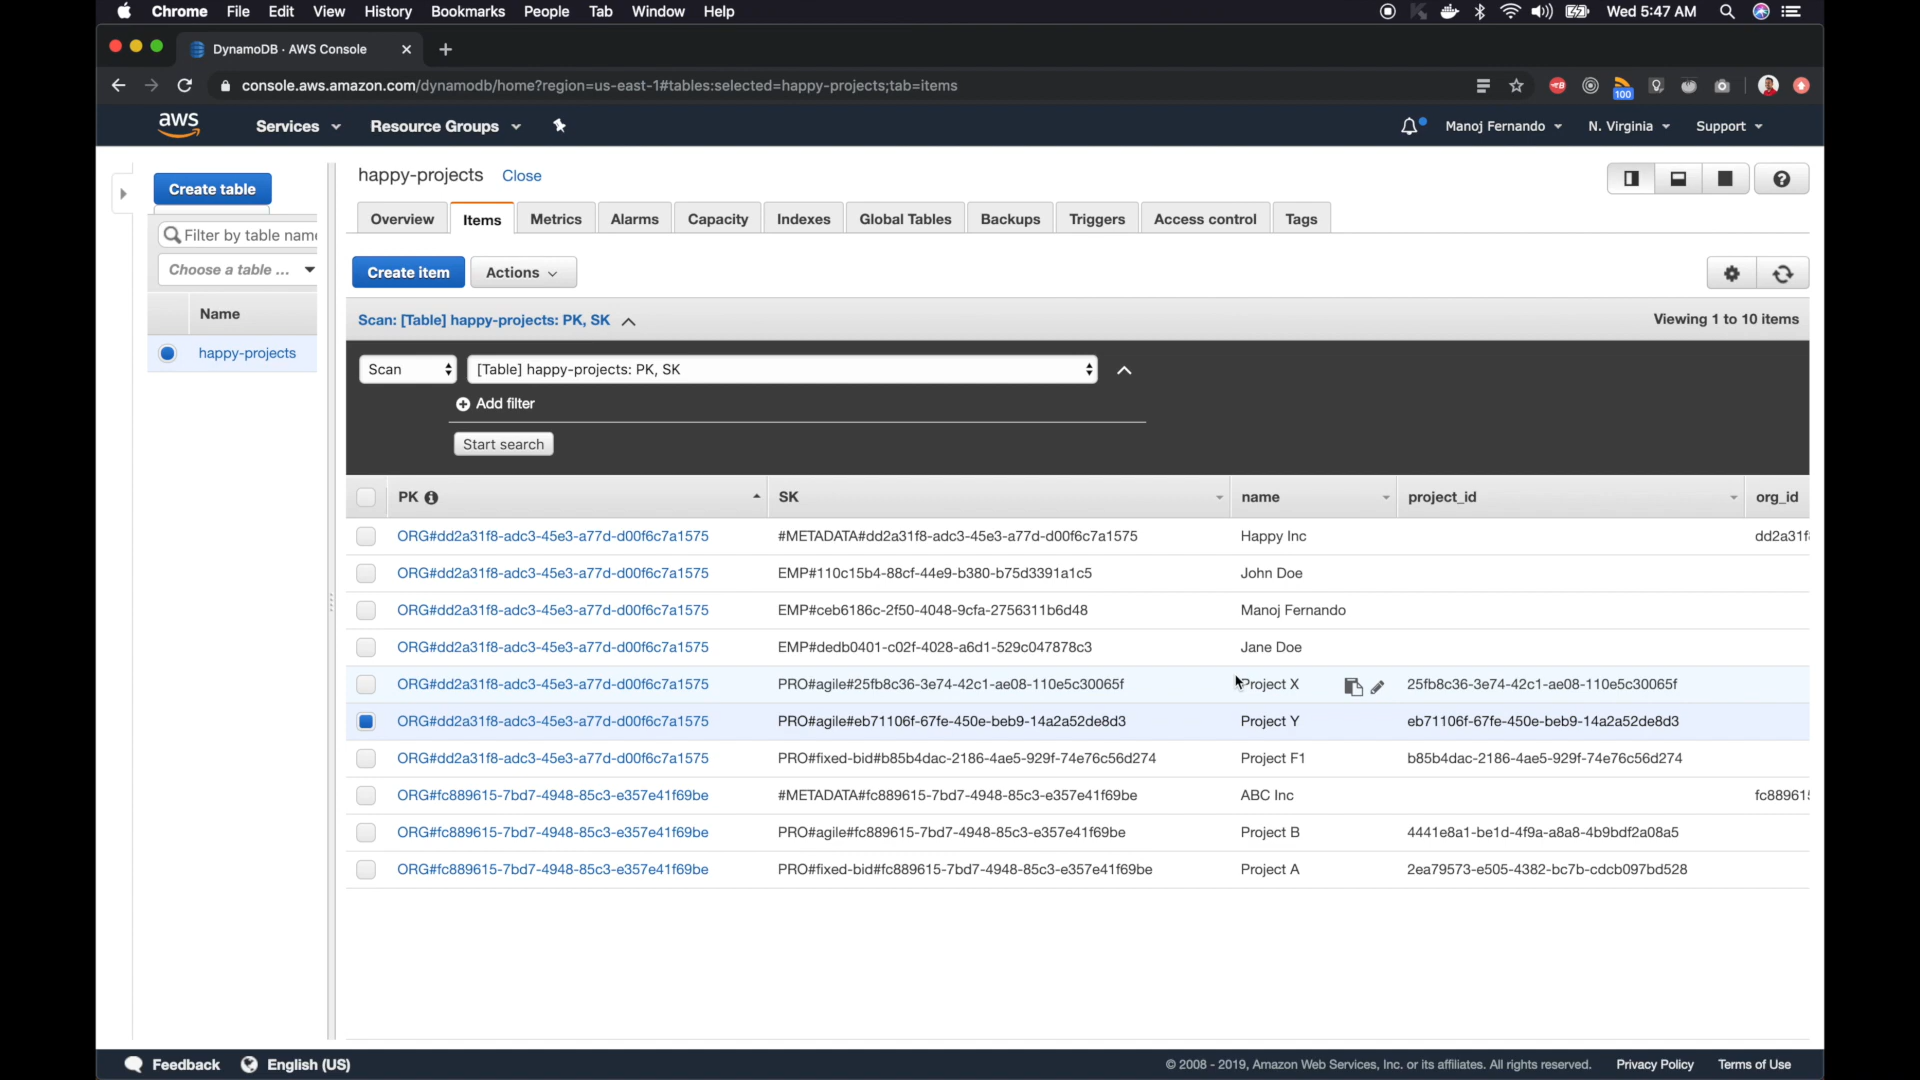 Chrome File Edit View History Bookmarks People Tab Window Help Wed 5:47 AM
DynamoDB · AWS Console
console.aws.amazon.com/dynamodb/home?region=us-east-1#tables:selected=happy-projects;tab=items
100
aws Services Resource Groups Manoj Fernando N. Virginia Support
happy-projects Close
Create table
Overview Items Metrics Alarms Capacity Indexes Global Tables Backups Triggers Access control Tags
Filter by table name
Choose a table ...
Create item Actions
Name
Scan: [Table] happy-projects: PK, SK Viewing 1 to 10 items
happy-projects
Scan [Table] happy-projects: PK, SK
Add filter
Start search
PK SK name project_id org_id
ORG#dd2a31f8-adc3-45e3-a77d-d00f6c7a1575 #METADATA#dd2a31f8-adc3-45e3-a77d-d00f6c7a1575 Happy Inc dd2a31f
ORG#dd2a31f8-adc3-45e3-a77d-d00f6c7a1575 EMP#110c15b4-88cf-44e9-b380-b75d3391a1c5 John Doe
ORG#dd2a31f8-adc3-45e3-a77d-d00f6c7a1575 EMP#ceb6186c-2f50-4048-9cfa-2756311b6d48 Manoj Fernando
ORG#dd2a31f8-adc3-45e3-a77d-d00f6c7a1575 EMP#dedb0401-c02f-4028-a6d1-529c047878c3 Jane Doe
ORG#dd2a31f8-adc3-45e3-a77d-d00f6c7a1575 PRO#agile#25fb8c36-3e74-42c1-ae08-110e5c30065f Project X 25fb8c36-3e74-42c1-ae08-110e5c30065f
ORG#dd2a31f8-adc3-45e3-a77d-d00f6c7a1575 PRO#agile#eb71106f-67fe-450e-beb9-14a2a52de8d3 Project Y eb71106f-67fe-450e-beb9-14a2a52de8d3
ORG#dd2a31f8-adc3-45e3-a77d-d00f6c7a1575 PRO#fixed-bid#b85b4dac-2186-4ae5-929f-74e76c56d274 Project F1 b85b4dac-2186-4ae5-929f-74e76c56d274
ORG#fc889615-7bd7-4948-85c3-e357e41f69be #METADATA#fc889615-7bd7-4948-85c3-e357e41f69be ABC Inc fc88961
ORG#fc889615-7bd7-4948-85c3-e357e41f69be PRO#agile#fc889615-7bd7-4948-85c3-e357e41f69be Project B 4441e8a1-be1d-4f9a-a8a8-4b9bdf2a08a5
ORG#fc889615-7bd7-4948-85c3-e357e41f69be PRO#fixed-bid#fc889615-7bd7-4948-85c3-e357e41f69be Project A 2ea79573-e505-4382-bc7b-cdcb097bd528
Feedback English (US) © 2008 - 2019, Amazon Web Services, Inc. or its affiliates. All rights reserved. Privacy Policy Terms of Use